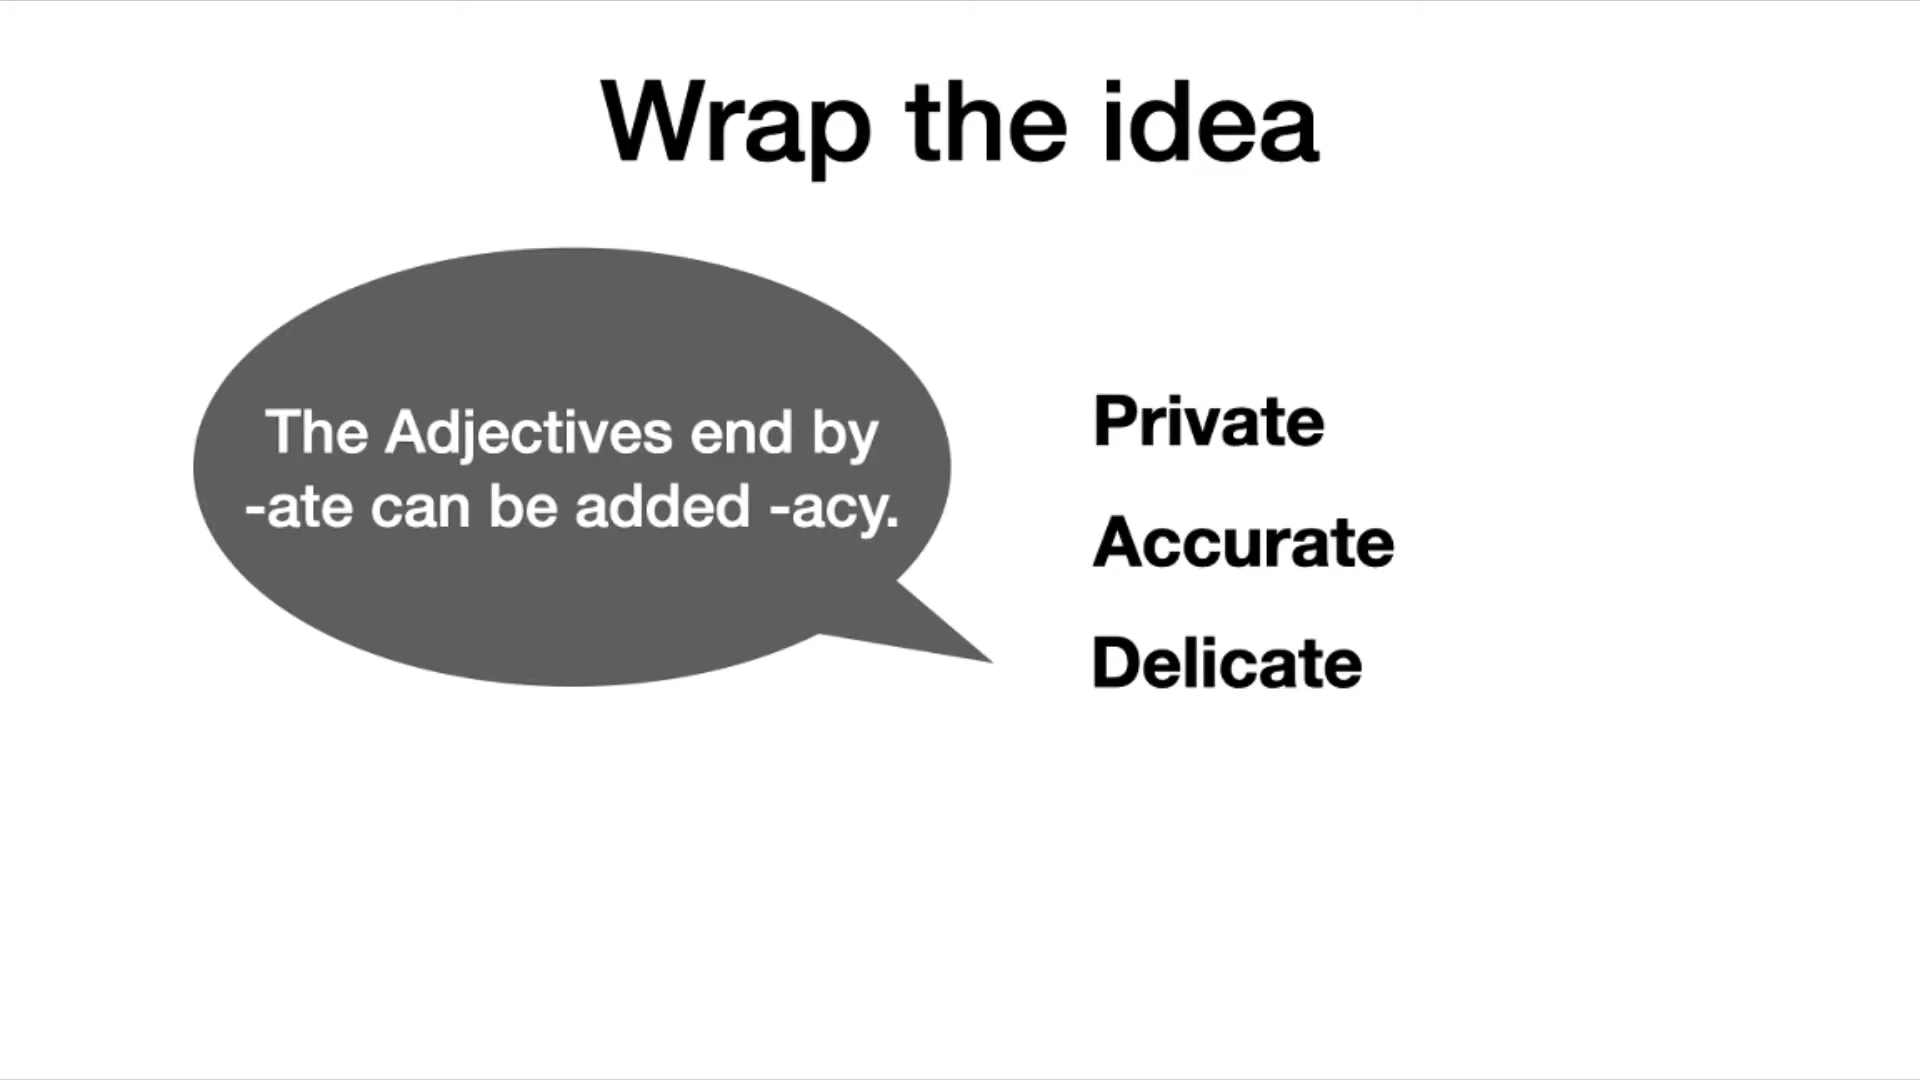 Wrap the idea
The Adjectives end by
-ate can be added -acy.
Private
Accurate
Delicate